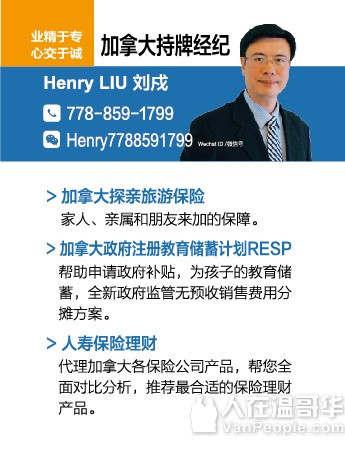 业精于专
心交于诚
加拿大持牌经纪
Henry LIU 刘戍
778-859-1799
Henry7788591799 Wechat ID /微信号
> 加拿大探亲旅游保险
家人、亲属和朋友来加的保障。
> 加拿大政府注册教育储蓄计划RESP
帮助申请政府补贴，为孩子的教育储
蓄，全新政府监管无预收销售费用分
摊方案。
> 人寿保险理财
代理加拿大各保险公司产品，帮您全
面对比分析，推荐最合适的保险理财
产品。
人在温哥华
VanPeople.com